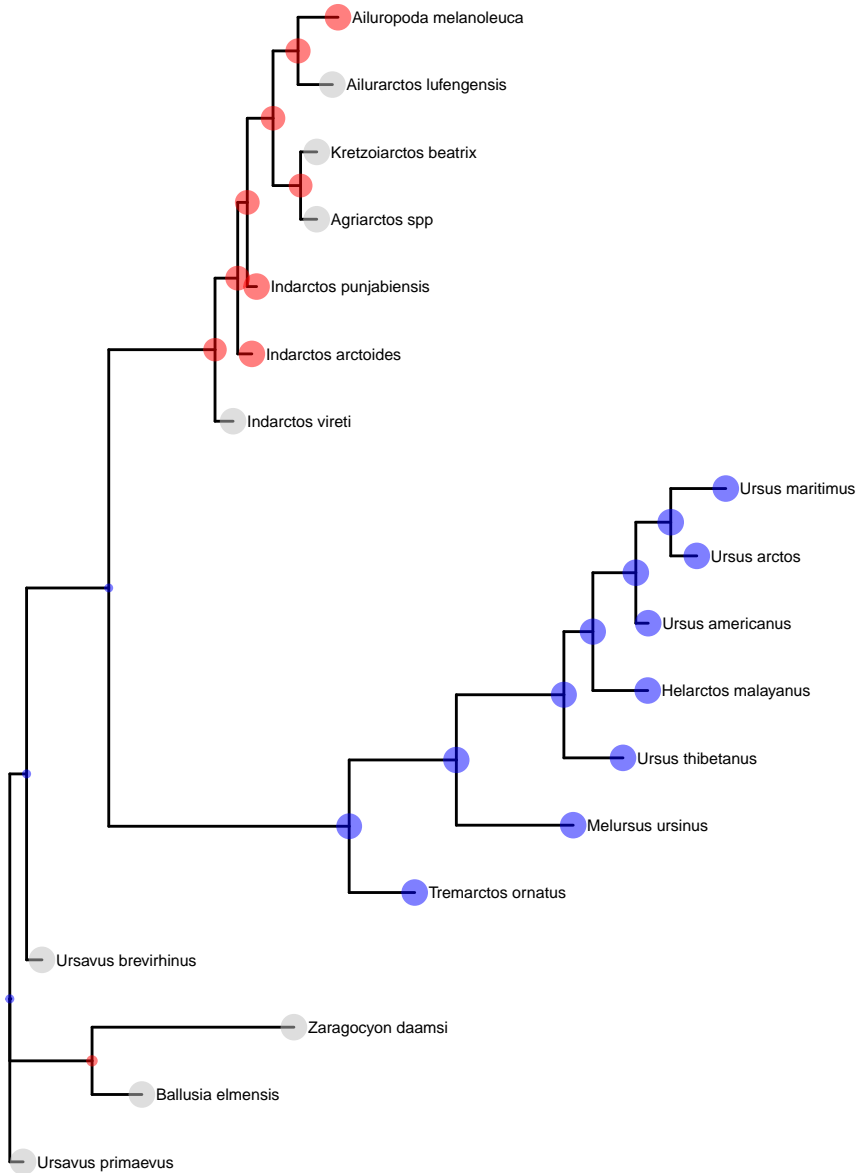 Ailuropoda melanoleuca
Ailurarctos lufengensis
Kretzoiarctos beatrix
Agriarctos spp
Indarctos punjabiensis
Indarctos arctoides
Indarctos vireti
Ursus maritimus
Ursus arctos
Ursus americanus
Helarctos malayanus
Ursus thibetanus
Melursus ursinus
Tremarctos ornatus
Ursavus brevirhinus
Zaragocyon daamsi
Ballusia elmensis
Ursavus primaevus